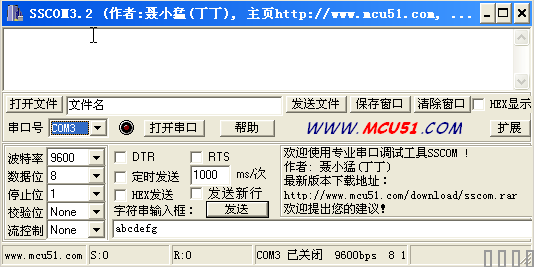 SSCOM3.2 (作者:聂小猛(丁丁), 主页http://www.mcu51.com, ...
打开文件 文件名 发送文件 保存窗口 清除窗口 HEX显示
串口号 COM3 打开串口 帮助 WWW.MCU51.COM 扩展
波特率 9600 DTR RTS
数据位 8 定时发送 1000 ms/次
停止位 1 HEX发送 发送新行
校验位 None 字符串输入框: 发送
流控制 None abcdefg
欢迎使用专业串口调试工具SSCOM !
作者: 聂小猛(丁丁)
最新版本下载地址:
http://www.mcu51.com/download/sscom.rar
欢迎提出您的建议!
www.mcu51.com S:0 R:0 COM3 已关闭 9600bps 8 1